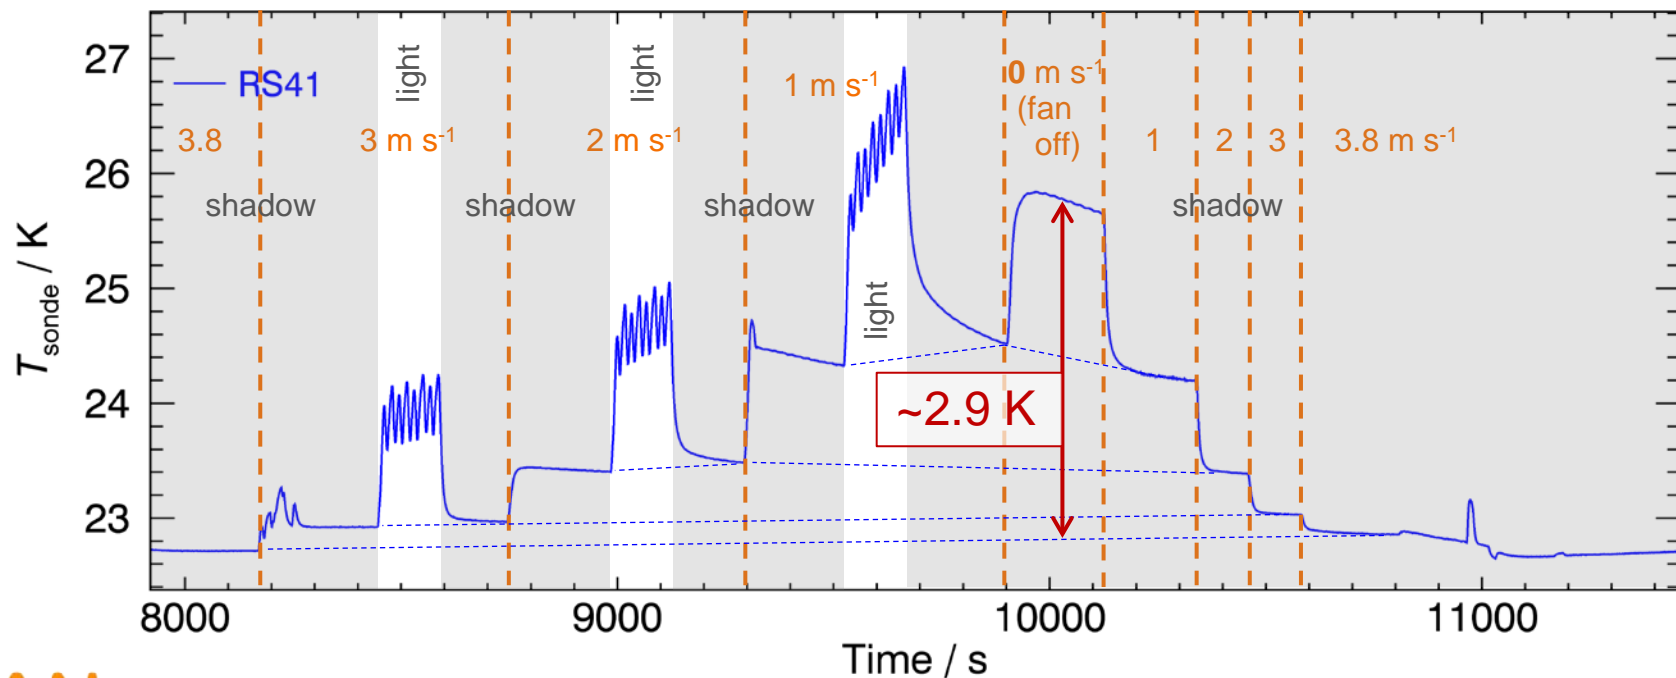 27
26
25
24
23
T sonde / K
RS41
3.8
shadow
light
3 m s-1
shadow
light
2 m s-1
shadow
1 m s-1
light
0 m s-1
(fan
off)
1
2
3
3.8 m s-1
shadow
~2.9 K
8000
9000
10000
11000
Time / s